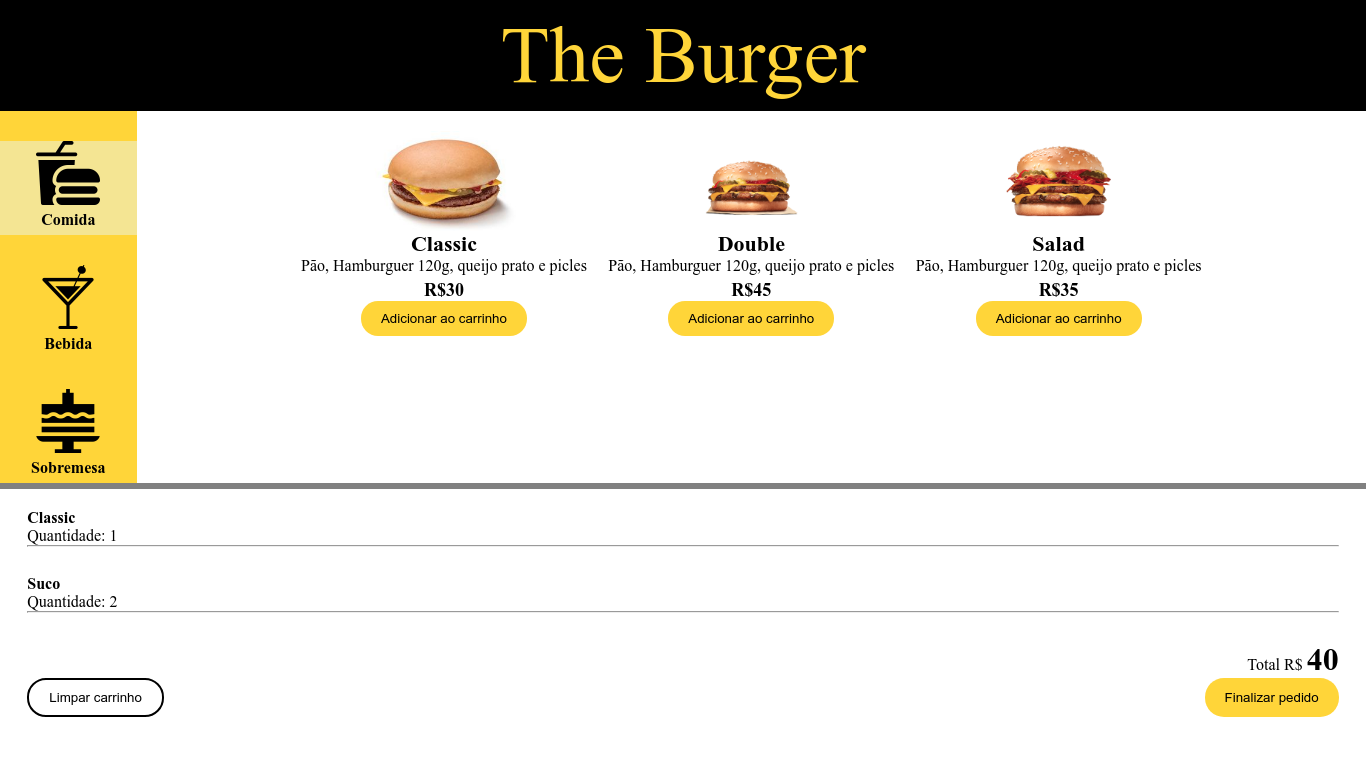 The Burger
Comida
Bebida
Sobremesa
Classic
Pão, Hamburguer 120g, queijo prato e picles
R$30
Adicionar ao carrinho
Double
Pão, Hamburguer 120g, queijo prato e picles
R$45
Adicionar ao carrinho
Salad
Pão, Hamburguer 120g, queijo prato e picles
R$35
Adicionar ao carrinho
Classic
Quantidade: 1
Suco
Quantidade: 2
Total R$ 40
Limpar carrinho
Finalizar pedido